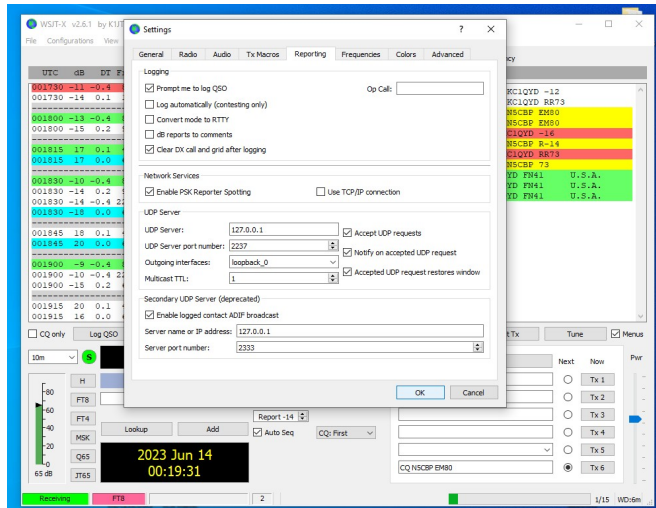 WSJT-X v2.6.1 by K1JT
File Configurations View
Settings
General Radio Audio Tx Macros Reporting Frequencies Colors Advanced
Logging
Prompt me to log QSO
Op Call:
Log automatically (contesting only)
Convert mode to RTTY
dB reports to comments
Clear DX call and grid after logging
Network Services
Enable PSK Reporter Spotting
Use TCP/IP connection
UDP Server
UDP Server: 127.0.0.1
Accept UDP requests
UDP Server port number: 2237
Notify on accepted UDP request
Outgoing interfaces: loopback_0
Accepted UDP request restores window
Multicast TTL: 1
Secondary UDP Server (deprecated)
Enable logged contact ADIF broadcast
Server name or IP address: 127.0.0.1
Server port number: 2333
OK Cancel
UTC dB DT
001730 -11 -0.4
001730 -14 0.1
001800 -13 -0.4
001800 -15 0.2
001815 17 0.1
001815 17 0.0
001830 -10 -0.4
001830 -14 0.2
001830 -14 -0.4 22
001830 -18 0.0
001845 18 0.1
001845 20 0.0
001900 -9 -0.4
001900 -10 -0.4 22
001900 -15 0.2
001915 20 0.1
001915 16 0.0
KC1QYD -12
KC1QYD RR73
N5CBP EM80
N5CBP EM80
C1QYD -16
N5CBP R-14
C1QYD RR73
N5CBP 73
YD FN41 U.S.A.
YD FN41 U.S.A.
YD FN41 U.S.A.
CQ only
Log QSO
Tx
Tune
Menus
10m
S
H
FT8
FT4
MSK
Q65
JT65
80
60
40
20
0
65 dB
Lookup Add
Report -14
Auto Seq
CQ: First
2023 Jun 14
00:19:31
Next Now Pwr
Tx 1
Tx 2
Tx 3
Tx 4
Tx 5
CQ N5CBP EM80
Tx 6
Receiving FT8 2 1/15 WD:6m